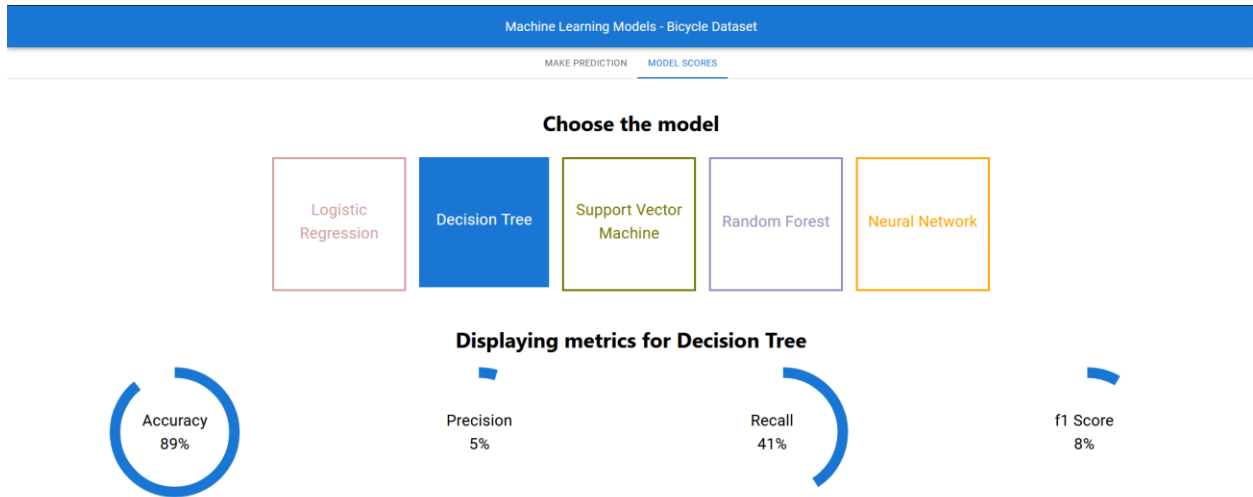 Machine Learning Models - Bicycle Dataset
MAKE PREDICTION MODEL SCORES
Choose the model
Logistic
Regression
Decision Tree
Support Vector
Machine
Random Forest
Neural Network
Displaying metrics for Decision Tree
Accuracy
89%
Precision
5%
Recall
41%
f1 Score
8%